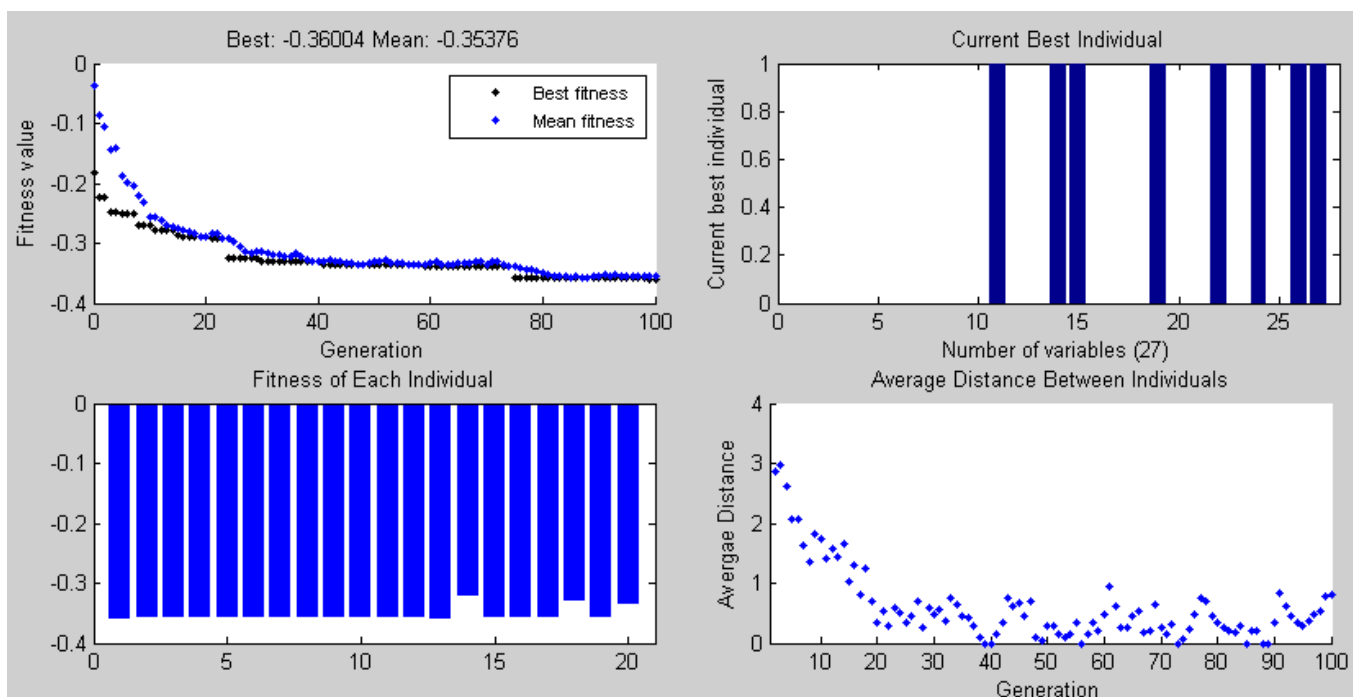 Best: -0.36004 Mean: -0.35376
0
-0.1
-0.2
-0.3
-0.4
Fitness value
Best fitness
Mean fitness
0 20 40 60 80 100
Generation
Current Best Individual
1
0.8
0.6
0.4
0.2
0
Current best individual
0 5 10 15 20 25
Number of variables (27)
Fitness of Each Individual
0
-0.1
-0.2
-0.3
-0.4
0 5 10 15 20
Average Distance Between Individuals
4
3
2
1
0
Avergae Distance
10 20 30 40 50 60 70 80 90 100
Generation